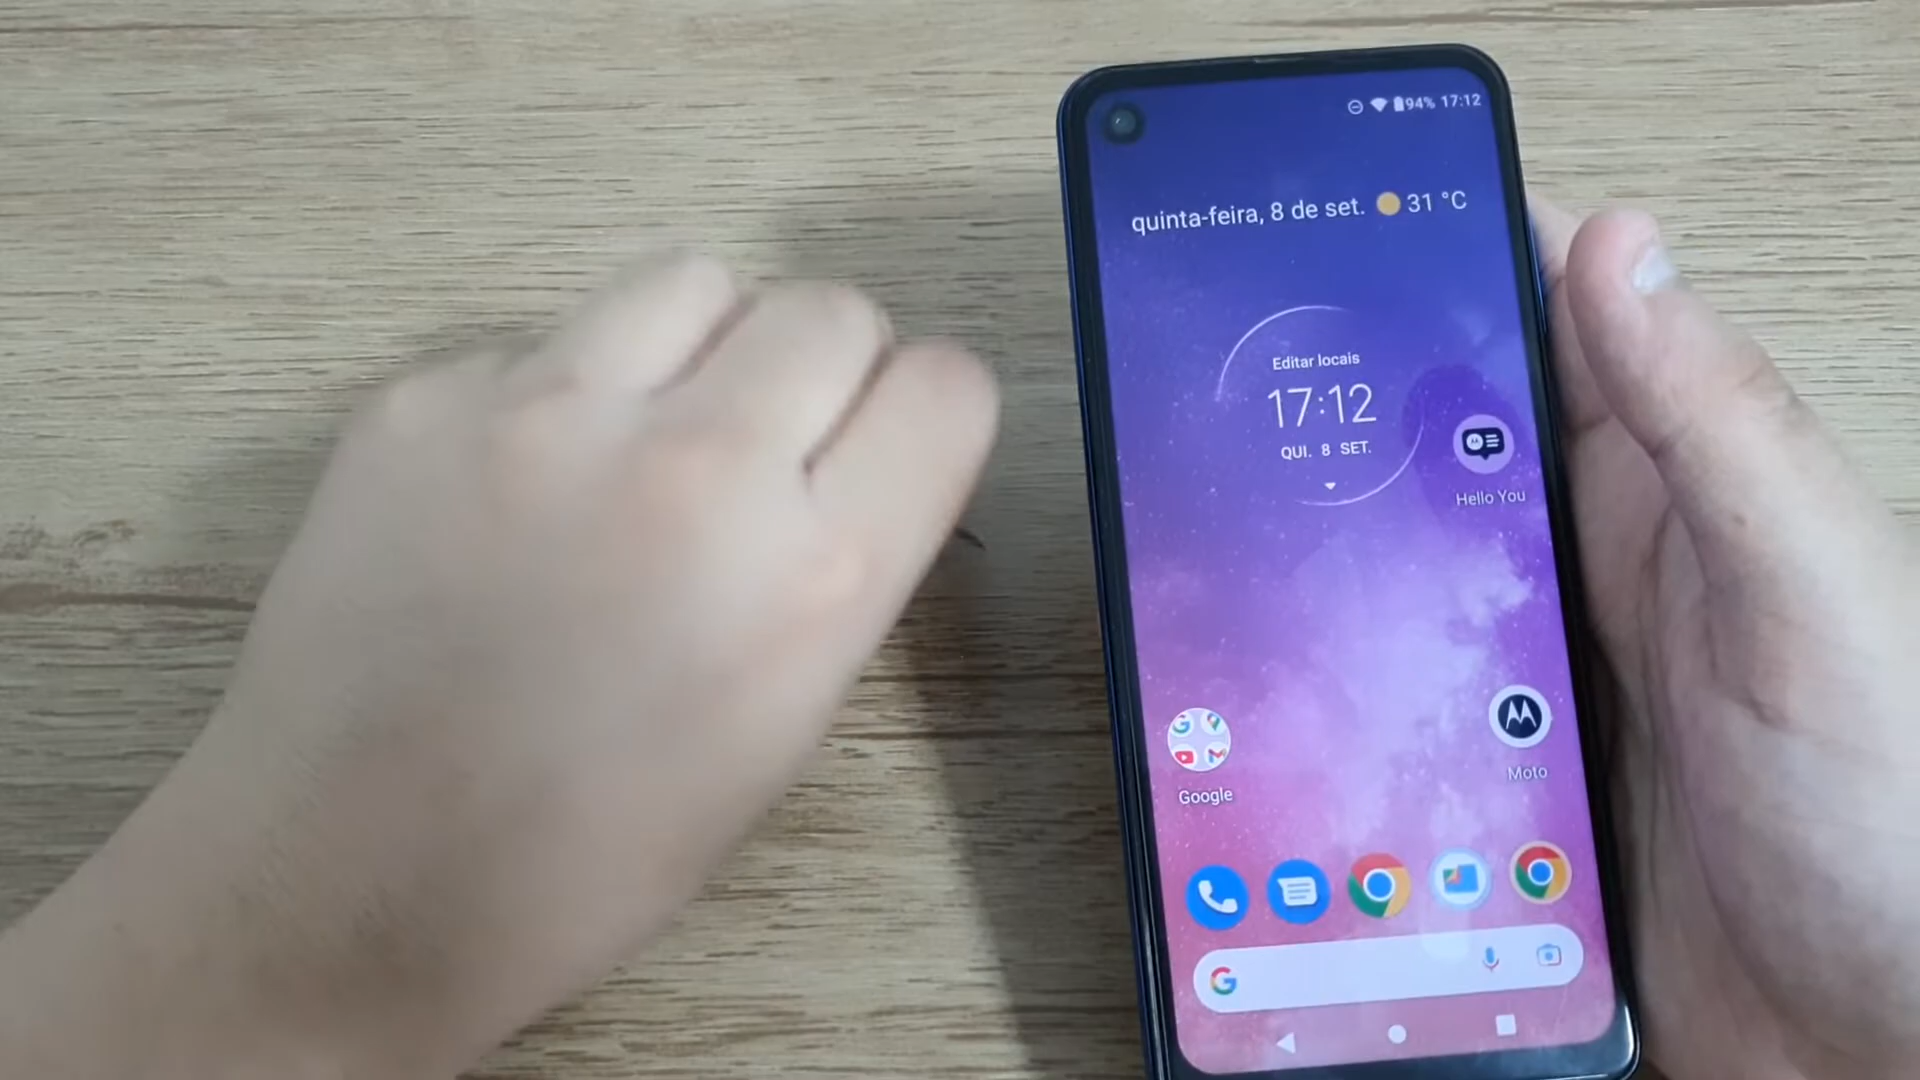 94% 17:12
quinta-feira, 8 de set. 31 °C
Editar locais
17:12
QUI. 8 SET.
Hello You
Google
Moto